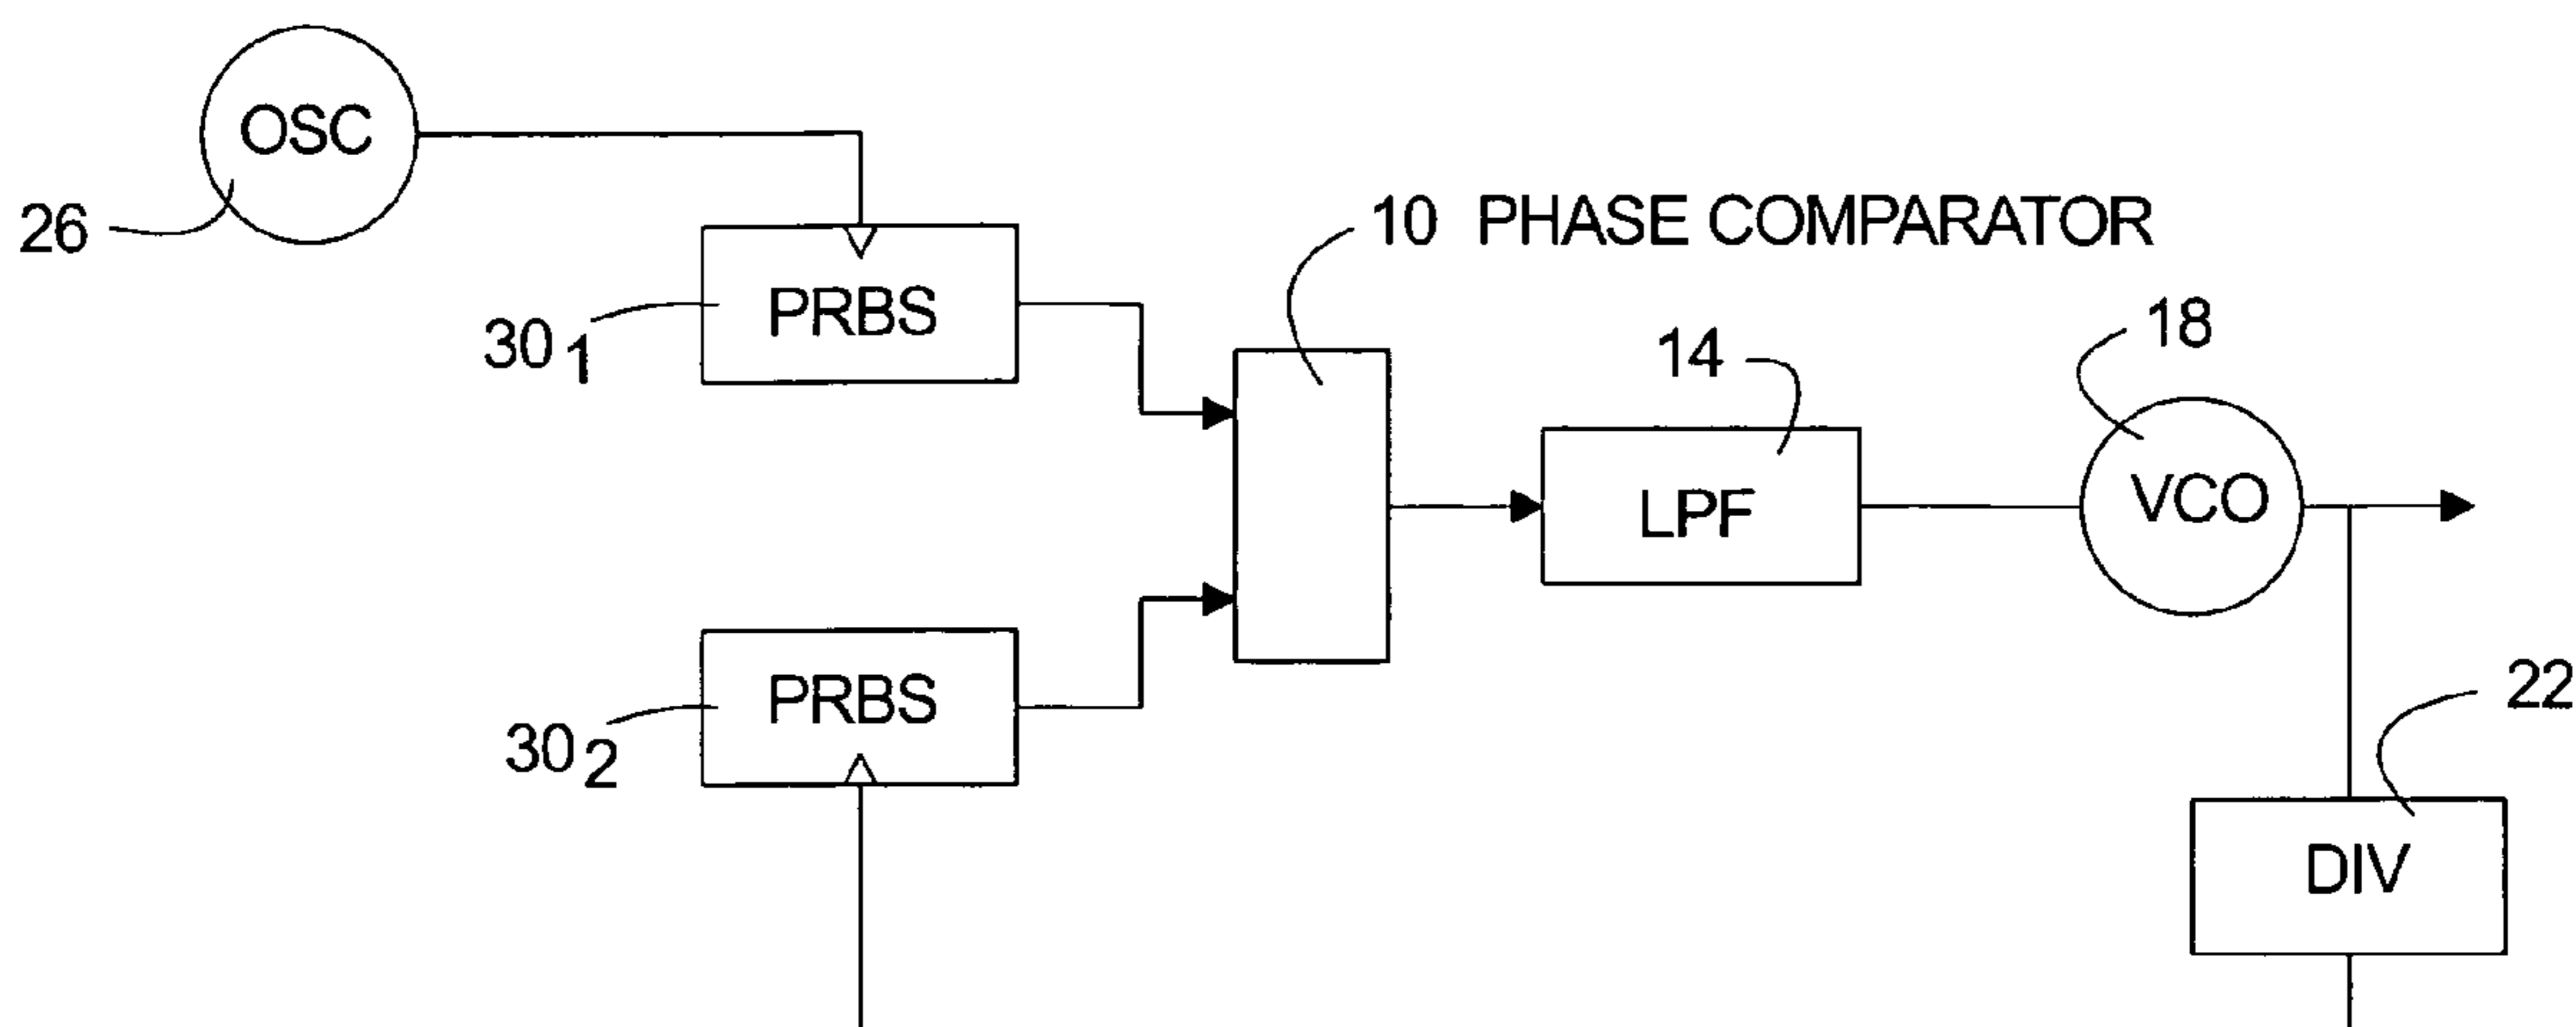 OSC
26
10 PHASE COMPARATOR
PRBS
30 1
18
14
VCO
LPF
22
PRBS
30 2
DIV